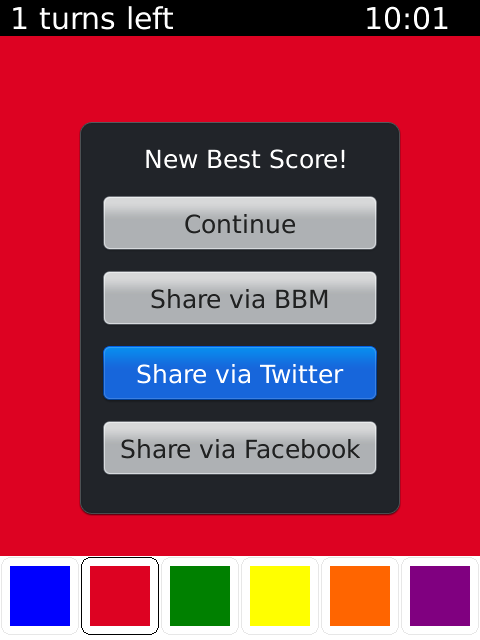 1 turns left 10:01
New Best Score!
Continue
Share via BBM
Share via Twitter
Share via Facebook